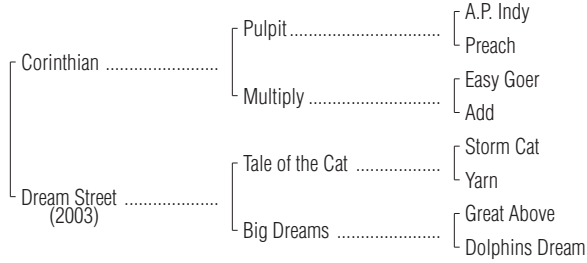 A.P. Indy
Pulpit
Preach
Corinthian
Easy Goer
Multiply
Add
Storm Cat
Tale of the Cat
Yarn
Dream Street
(2003)
Great Above
Big Dreams
Dolphins Dream